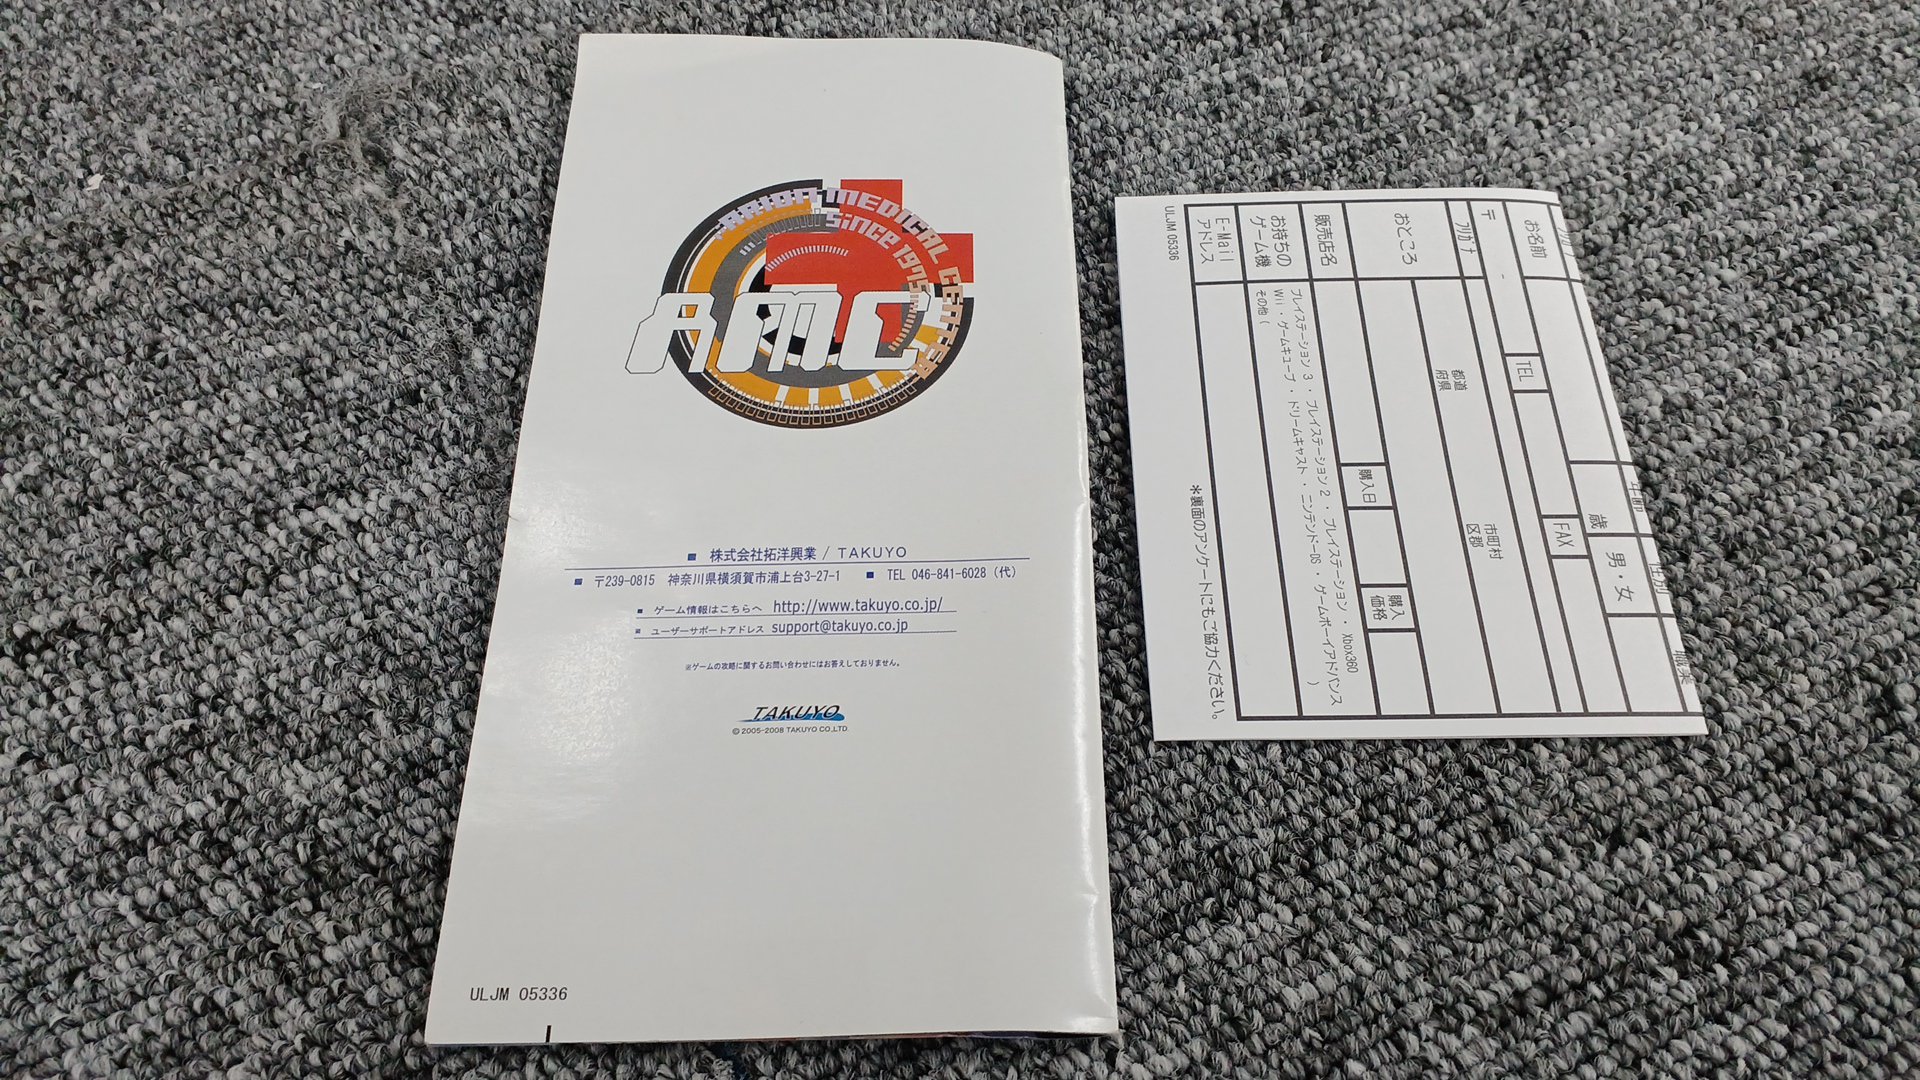 ARION MEDICAL CENTER
Since 1975
AMC
■ 株式会社拓洋興業 / TAKUYO
■ 〒239-0815 神奈川県横須賀市浦上台3-27-1 ■ TEL 046-841-6028（代）
■ ゲーム情報はこちらへ http://www.takuyo.co.jp/
■ ユーザーサポートアドレス support@takuyo.co.jp
※ゲームの攻略に関するお問い合わせにはお答えしておりません。
TAKUYO
© 2005-2008 TAKUYO CO.,LTD.
ULJM 05336
お名前
歳
男・女
〒 -
TEL
FAX
フリガナ
おところ
都道府県
市町村区郡
販売店名
購入日
購入価格
お持ちのゲーム機
プレイステーション 3 ・ プレイステーション 2 ・ プレイステーション ・ Xbox360
Wii ・ ゲームキューブ ・ ドリームキャスト ・ ニンテンドーDS ・ ゲームボーイアドバンス
その他（ ）
E-Mailアドレス
ULJM 05336
＊裏面のアンケートにもご協力ください。